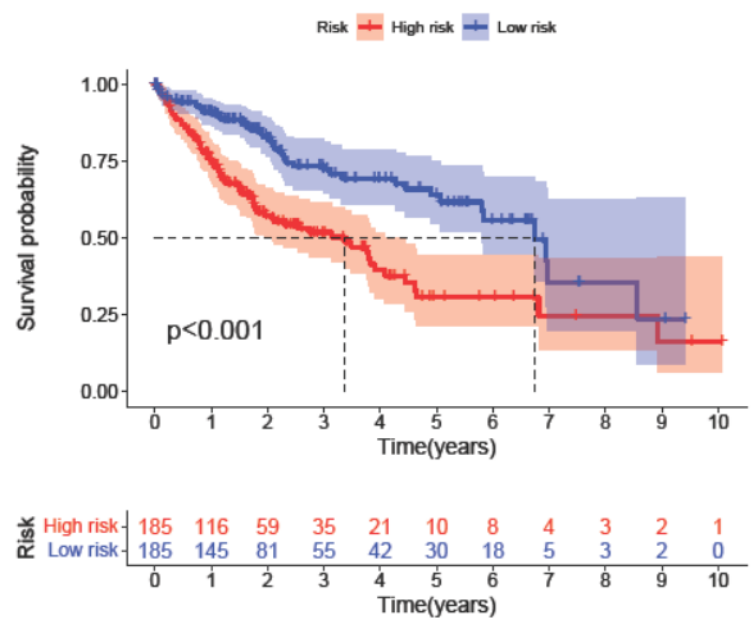 Risk High risk Low risk
Survival probability
1.00
0.75
0.50
0.25
0.00
p<0.001
0 1 2 3 4 5 6 7 8 9 10
Time(years)
Risk
High risk 185 116 59 35 21 10 8 4 3 2 1
Low risk 185 145 81 55 42 30 18 5 3 2 0
0 1 2 3 4 5 6 7 8 9 10
Time(years)